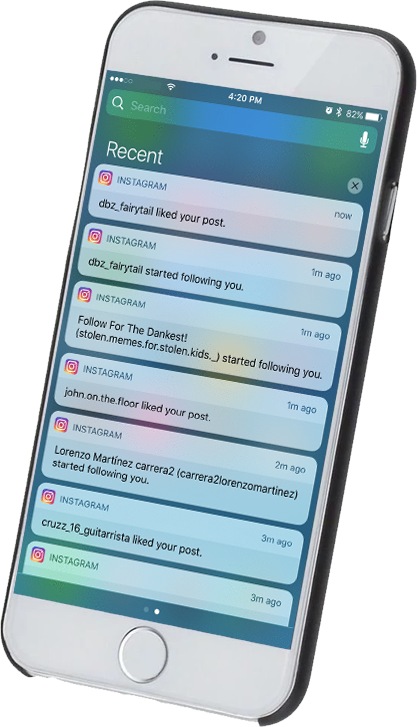 4:20 PM
82%
Search
Recent
INSTAGRAM
now
dbz_fairytail liked your post.
INSTAGRAM
1m ago
dbz_fairytail started following you.
INSTAGRAM
1m ago
Follow For The Dankest!
(stolen.memes.for.stolen.kids._) started following you.
INSTAGRAM
1m ago
john.on.the.floor liked your post.
INSTAGRAM
2m ago
Lorenzo Martínez carrera2 (carrera2lorenzomartinez)
started following you.
INSTAGRAM
3m ago
cruzz_16_guitarrista liked your post.
INSTAGRAM
3m ago